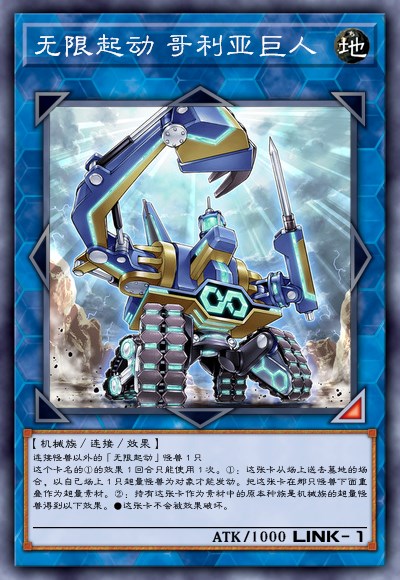 无限起动 哥利亚巨人
地
【机械族/连接/效果】
连接怪兽以外的「无限起动」怪兽1只
这个卡名的①的效果1回合只能使用1次。①：这张卡从场上送去墓地的场
合，以自己场上1只超量怪兽为对象才能发动。把这张卡在那只怪兽下面重
叠作为超量素材。②：持有这张卡作为素材中的原本种族是机械族的超量怪
兽得到以下效果。●这张卡不会被效果破坏。
ATK/1000 LINK-1